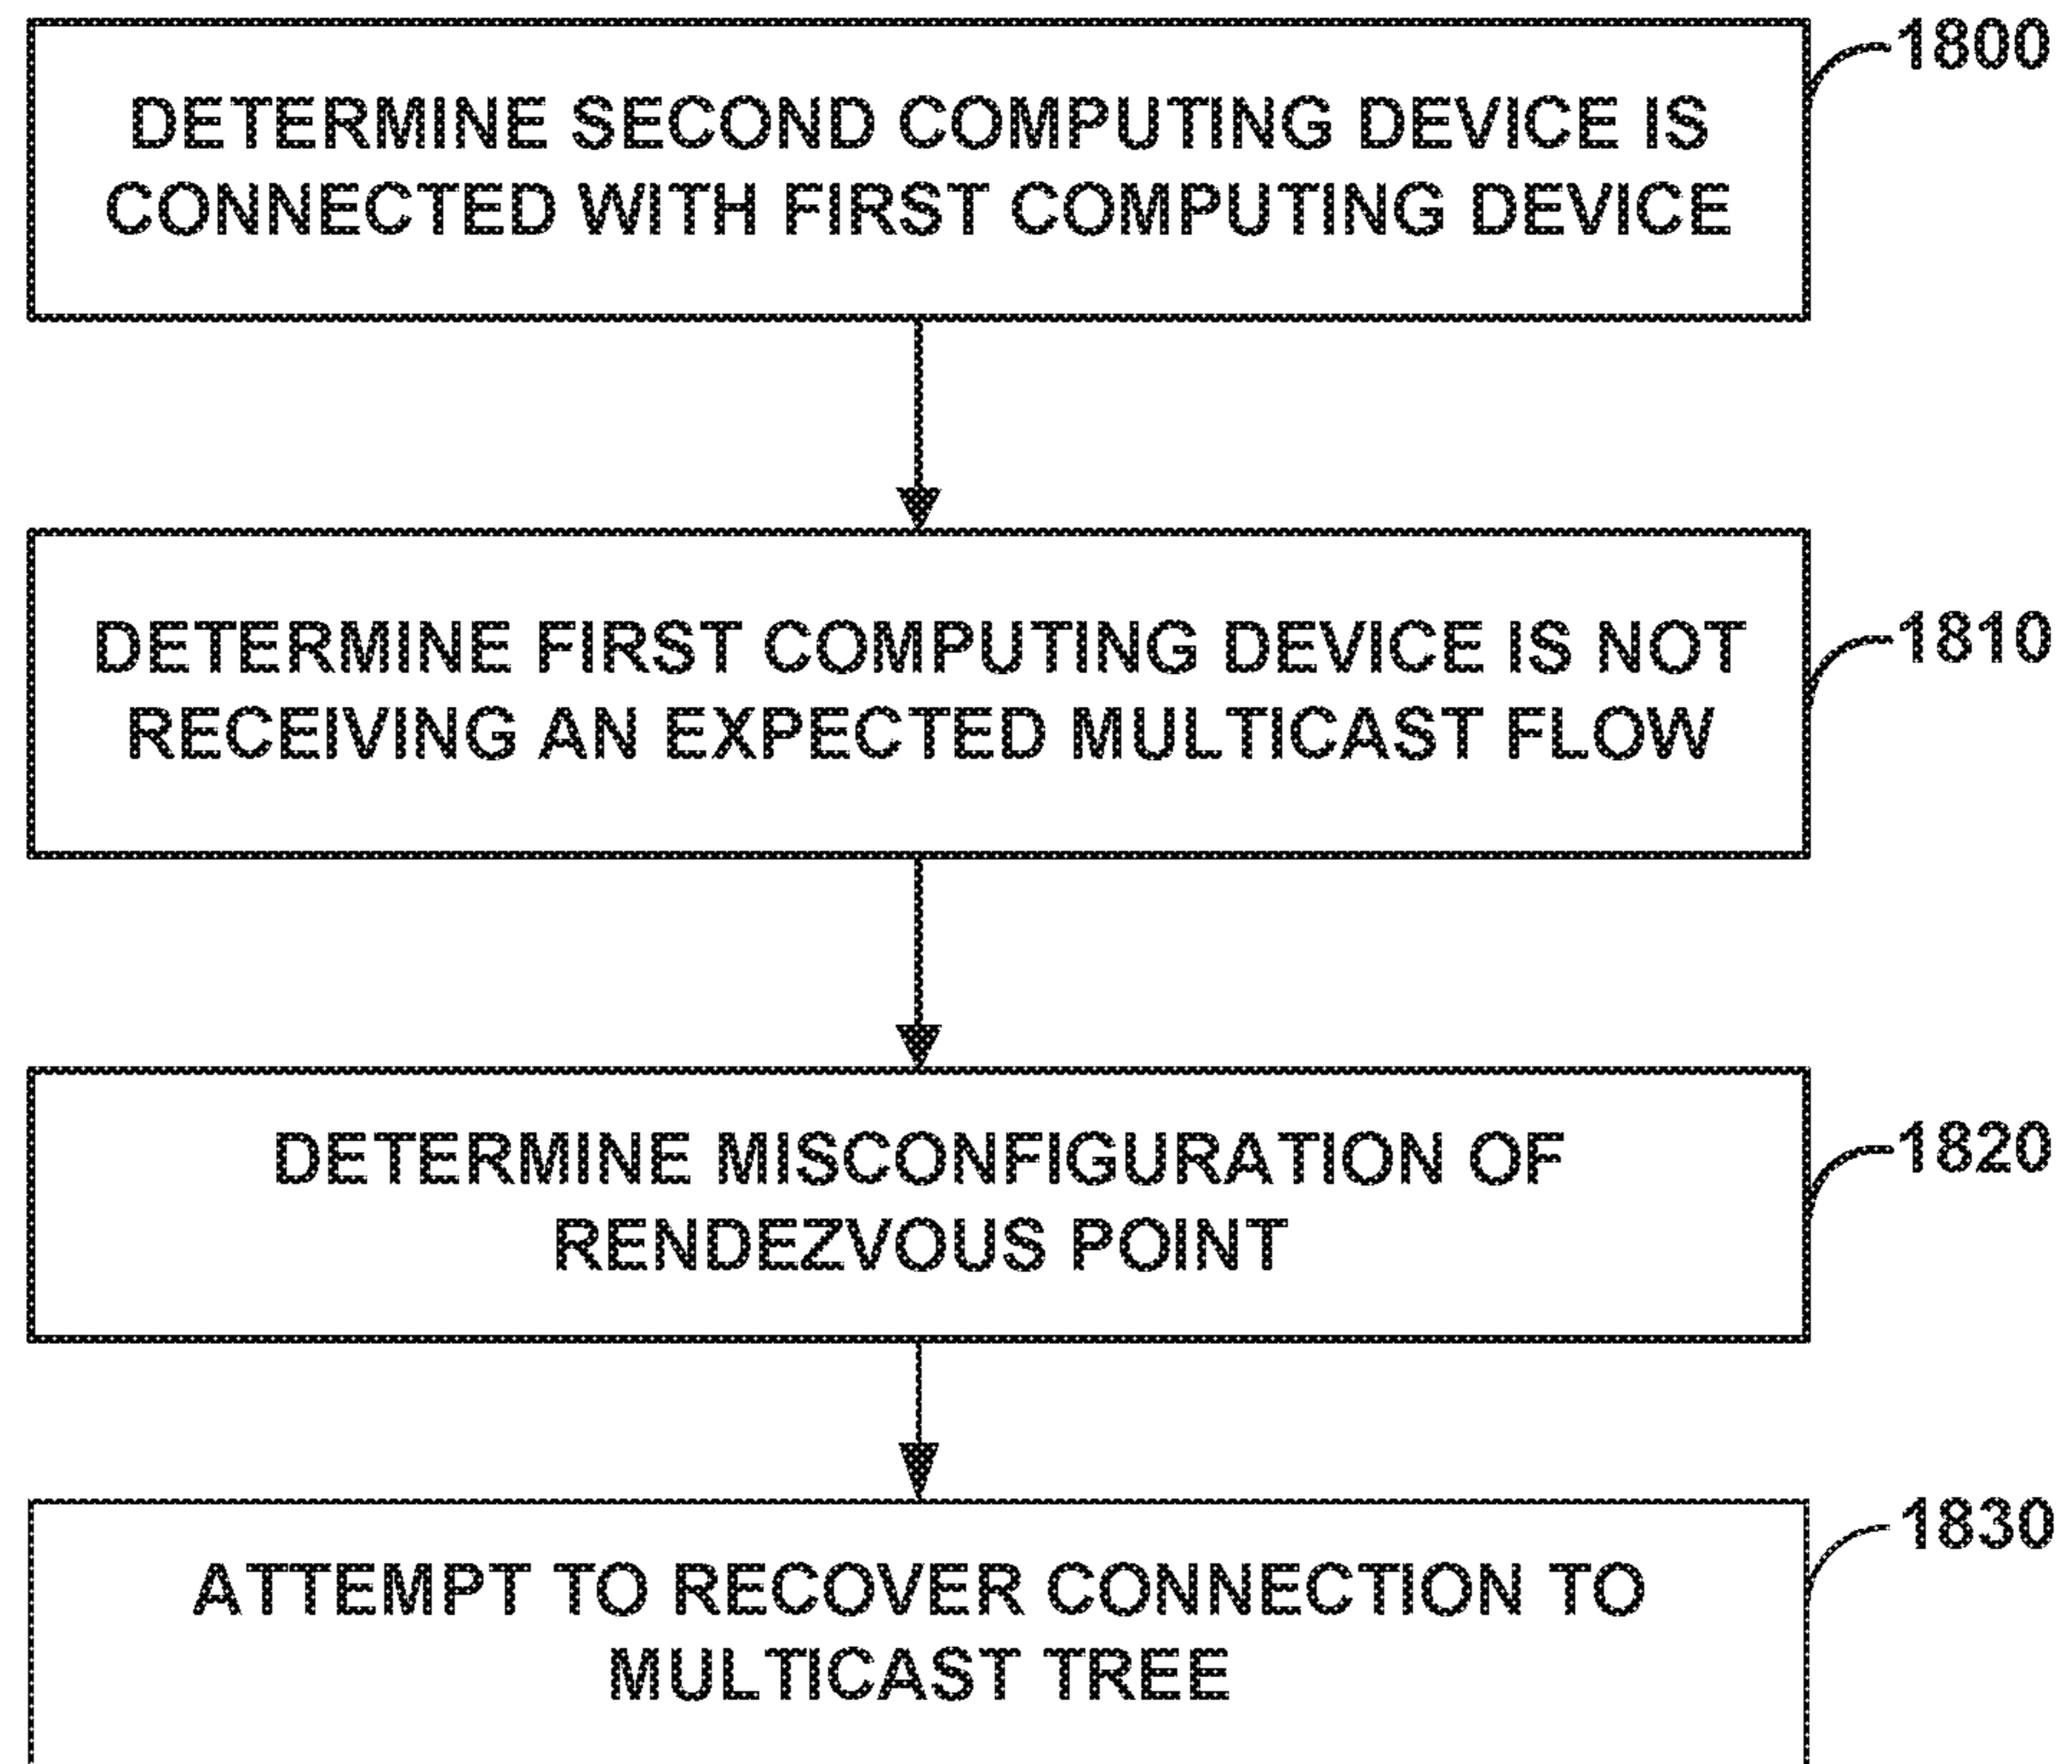 1800
DETERMINE SECOND COMPUTING DEVICE IS
CONNECTED WITH FIRST COMPUTING DEVICE
1810
DETERMINE FIRST COMPUTING DEVICE IS NOT
RECEIVING AN EXPECTED MULTICAST FLOW
1820
DETERMINE MISCONFIGURATION OF
RENDEZVOUS POINT
1830
ATTEMPT TO RECOVER CONNECTION TO
MULTICAST TREE